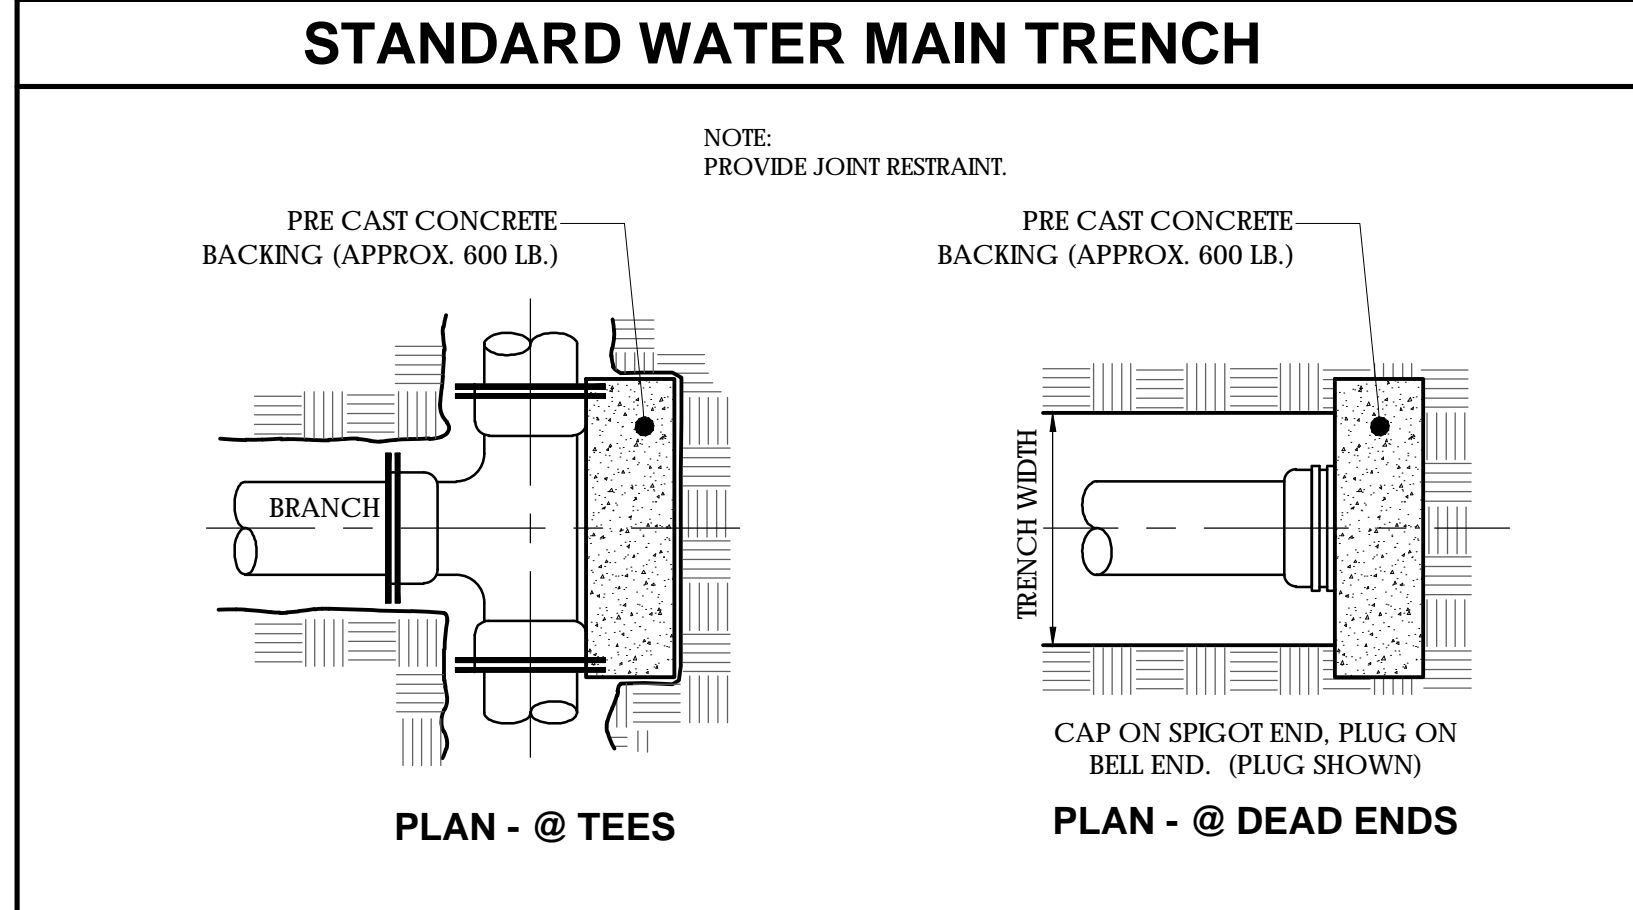 STANDARD WATER MAIN TRENCH
NOTE:
PROVIDE JOINT RESTRAINT.
PRE CAST CONCRETE
BACKING (APPROX. 600 LB.)
BRANCH
PLAN - @ TEES
PRE CAST CONCRETE
BACKING (APPROX. 600 LB.)
TRENCH WIDTH
CAP ON SPIGOT END, PLUG ON
BELL END. (PLUG SHOWN)
PLAN - @ DEAD ENDS